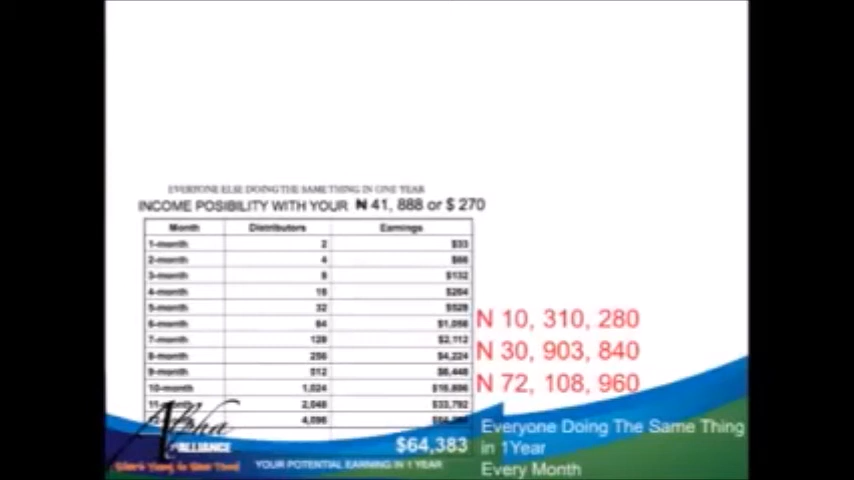 EVERYONE ELSE DOING THE SAME THING IN ONE YEAR
INCOME POSIBILITY WITH YOUR ₦ 41, 888 or $ 270
Month Distributors Earnings
1-month 2 $33
2-month 4 $66
3-month 8 $132
4-month 16 $264
5-month 32 $528
6-month 64 $1,056
7-month 128 $2,112
8-month 256 $4,224
9-month 512
10-month 1,024
2,048 $33,792
4,096
$64,383
YOUR POTENTIAL EARNING IN 1 YEAR
N 10, 310, 280
N 30, 903, 840
N 72, 108, 960
Everyone Doing The Same Thing
in 1Year
Every Month
Alpha
ALLIANCE